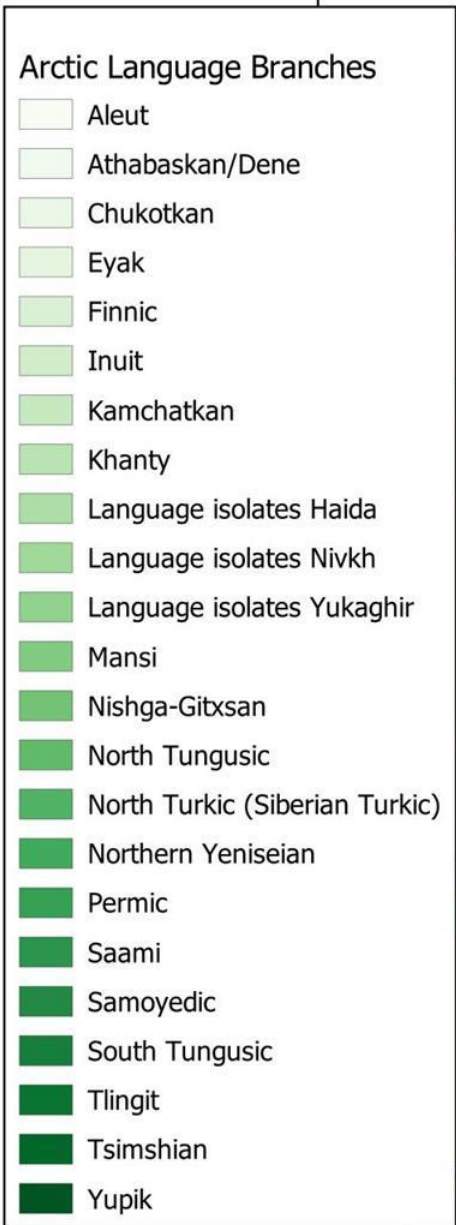 Arctic Language Branches
Aleut
Athabaskan/Dene
Chukotkan
Eyak
Finnic
Inuit
Kamchatkan
Khanty
Language isolates Haida
Language isolates Nivkh
Language isolates Yukaghir
Mansi
Nishga-Gitxsan
North Tungusic
North Turkic (Siberian Turkic)
Northern Yeniseian
Permic
Saami
Samoyedic
South Tungusic
Tlingit
Tsimshian
Yupik